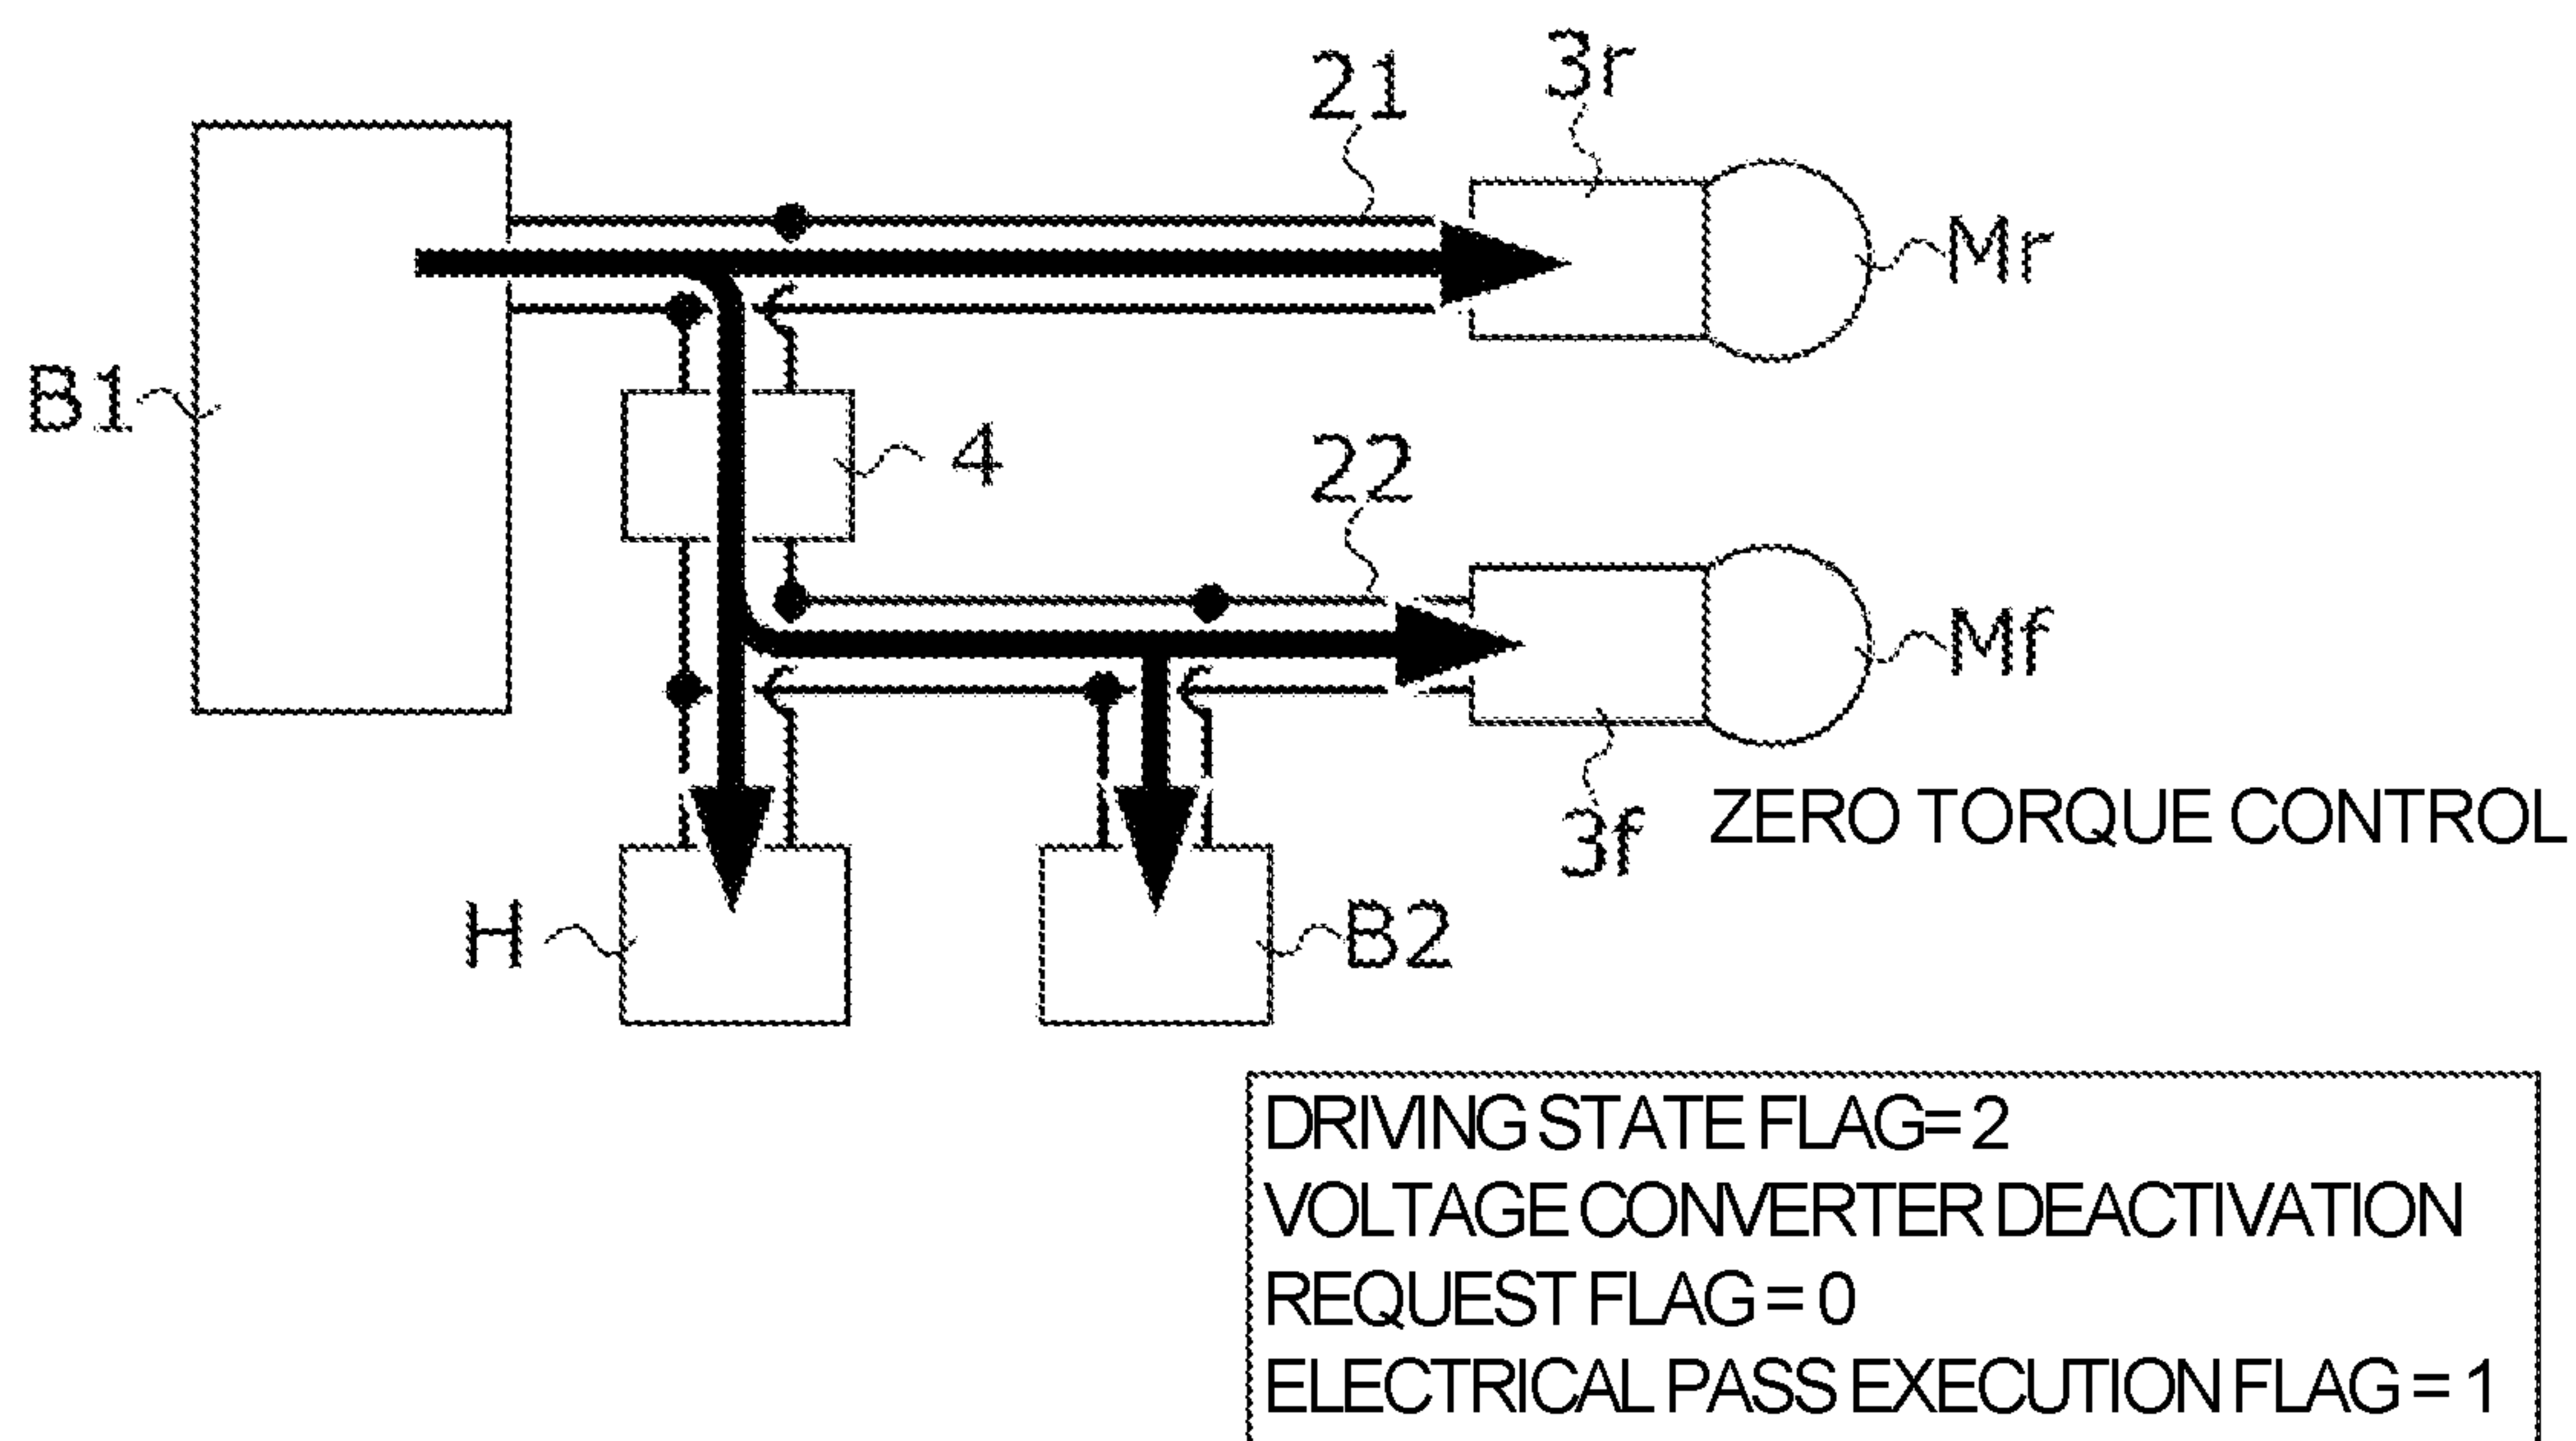 21
3r
Mr
B1
4
22
Mf
3f
ZERO TORQUE CONTROL
H
B2
DRIVING STATE FLAG= 2
VOLTAGE CONVERTER DEACTIVATION
REQUEST FLAG = 0
ELECTRICAL PASS EXECUTION FLAG = 1